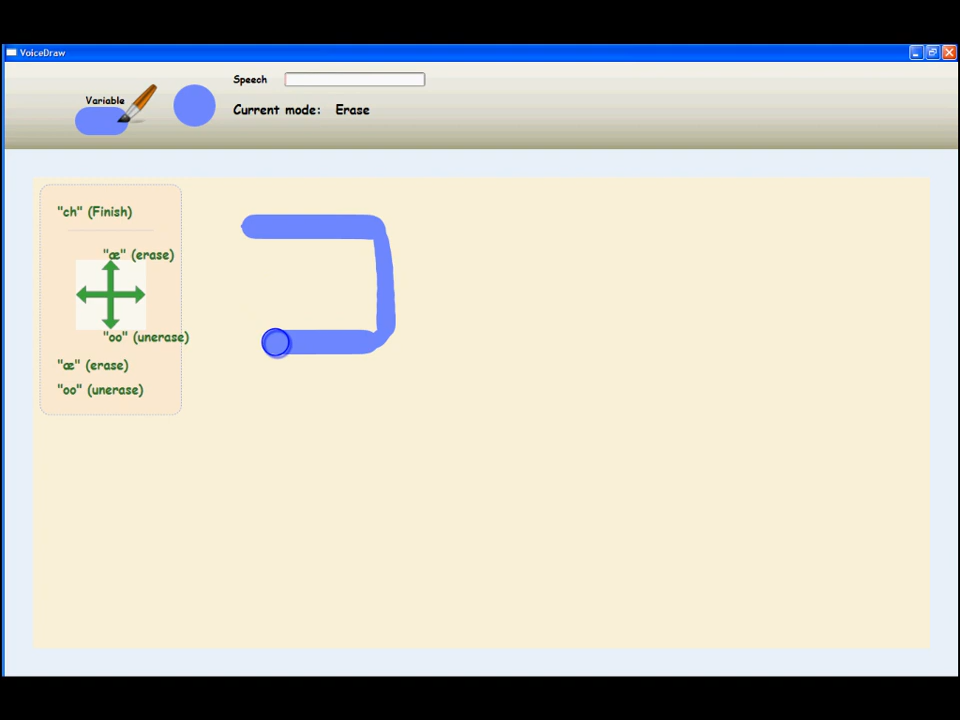 VoiceDraw
Speech
Variable
Current mode: Erase
"ch" (Finish)
"æ" (erase)
"oo" (unerase)
"æ" (erase)
"oo" (unerase)